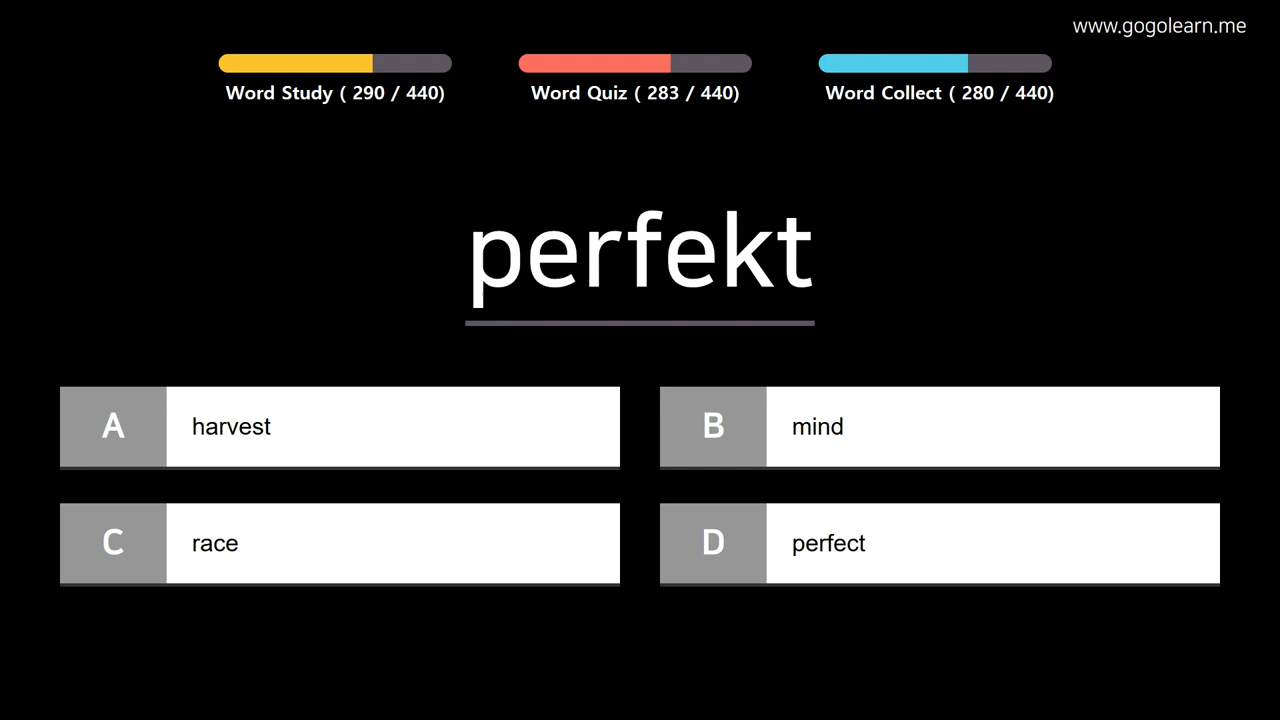 www.gogolearn.me
Word Study ( 290 / 440)
Word Quiz ( 283 / 440)
Word Collect ( 280 / 440)
perfekt
A harvest
B mind
C race
D perfect